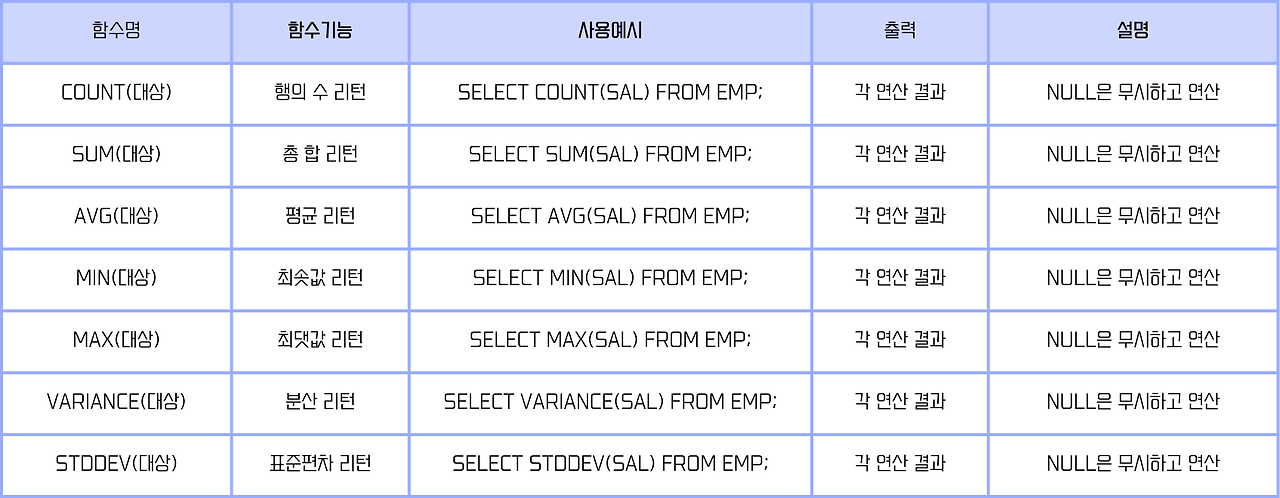 함수명 함수기능 사용예시 출력 설명
COUNT(대상) 행의 수 리턴 SELECT COUNT(SAL) FROM EMP; 각 연산 결과 NULL은 무시하고 연산
SUM(대상) 총 합 리턴 SELECT SUM(SAL) FROM EMP; 각 연산 결과 NULL은 무시하고 연산
AVG(대상) 평균 리턴 SELECT AVG(SAL) FROM EMP; 각 연산 결과 NULL은 무시하고 연산
MIN(대상) 최솟값 리턴 SELECT MIN(SAL) FROM EMP; 각 연산 결과 NULL은 무시하고 연산
MAX(대상) 최댓값 리턴 SELECT MAX(SAL) FROM EMP; 각 연산 결과 NULL은 무시하고 연산
VARIANCE(대상) 분산 리턴 SELECT VARIANCE(SAL) FROM EMP; 각 연산 결과 NULL은 무시하고 연산
STDDEV(대상) 표준편차 리턴 SELECT STDDEV(SAL) FROM EMP; 각 연산 결과 NULL은 무시하고 연산